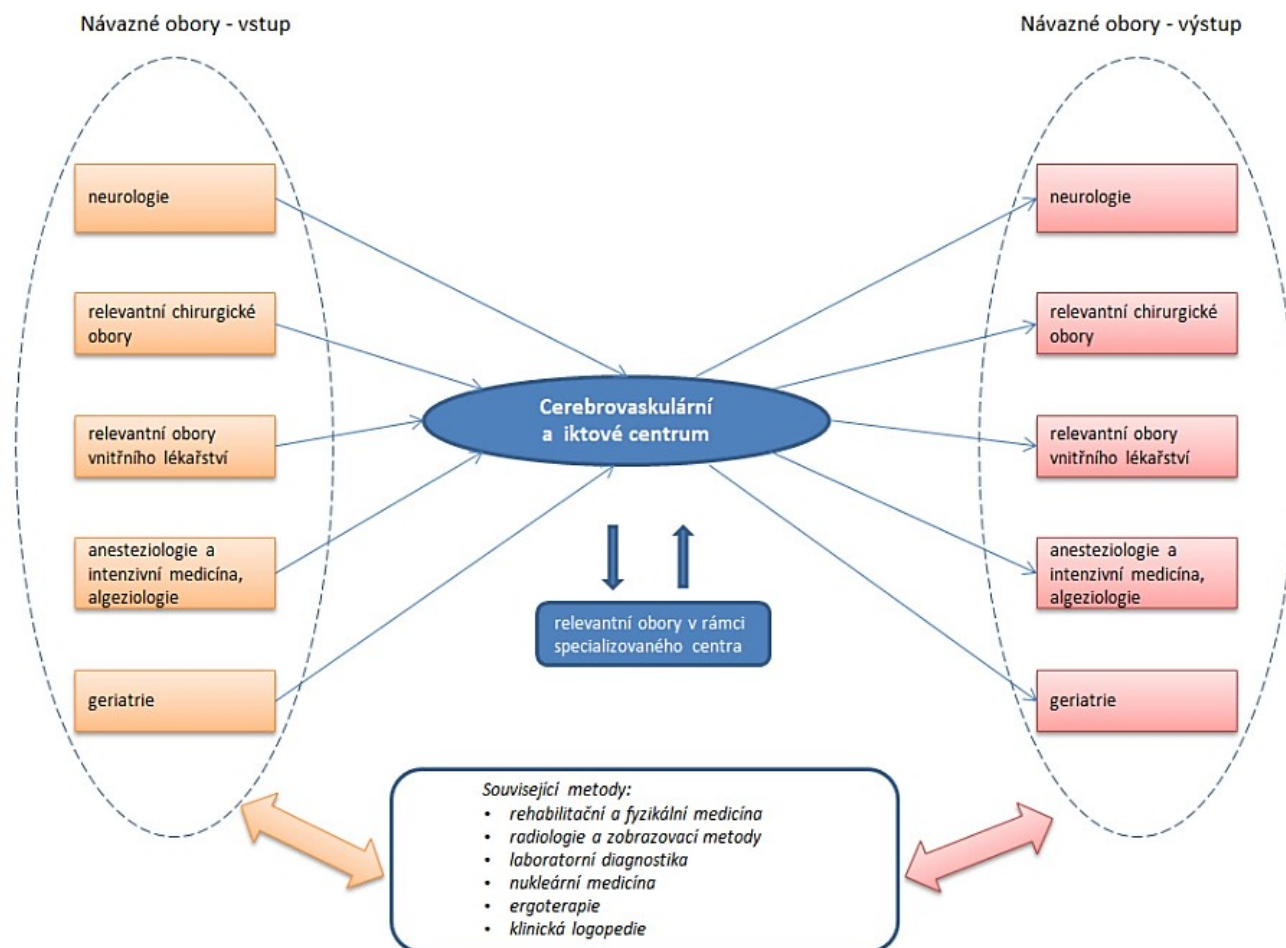 Návazné obory - vstup
Návazné obory - výstup
neurologie
relevantní chirurgické
obory
relevantní obory
vnitřního lékařství
anesteziologie a
intenzivní medicína,
algeziologie
geriatrie
Cerebrovaskulární
a iktové centrum
relevantní obory v rámci
specializovaného centra
neurologie
relevantní chirurgické
obory
relevantní obory
vnitřního lékařství
anesteziologie a
intenzivní medicína,
algeziologie
geriatrie
Související metody:
• rehabilitační a fyzikální medicína
• radiologie a zobrazovací metody
• laboratorní diagnostika
• nukleární medicína
• ergoterapie
• klinická logopedie